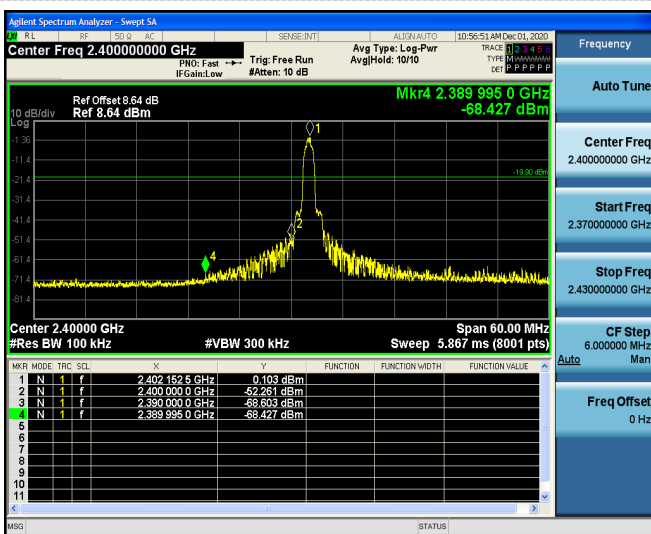 Agilent Spectrum Analyzer - Swept SA
RL RF 50 Ω AC SENSE:INT ALIGN AUTO 10:56:51 AM Dec 01, 2020
Center Freq 2.400000000 GHz
PNO: Fast
IFGain:Low
Trig: Free Run
#Atten: 10 dB
Avg Type: Log-Pwr
Avg|Hold: 10/10
TRACE 1 2 3 4 5 6
TYPE M
DET P P P P P P
Ref Offset 8.64 dB
Ref 8.64 dBm
10 dB/div
Log
Mkr4 2.389 995 0 GHz
-68.427 dBm
-1.36
-11.4
-21.4
-31.4
-41.4
-51.4
-61.4
-71.4
-81.4
-19.90 dBm
1
2
4
Center 2.40000 GHz
#Res BW 100 kHz
#VBW 300 kHz
Span 60.00 MHz
Sweep 5.867 ms (8001 pts)
MKR MODE TRC SCL X Y FUNCTION FUNCTION WIDTH FUNCTION VALUE
1 N 1 f 2.402 152 5 GHz 0.103 dBm
2 N 1 f 2.400 000 0 GHz -52.261 dBm
3 N 1 f 2.390 000 0 GHz -68.603 dBm
4 N 1 f 2.389 995 0 GHz -68.427 dBm
5
6
7
8
9
10
11
MSG STATUS
Frequency
Auto Tune
Center Freq
2.400000000 GHz
Start Freq
2.370000000 GHz
Stop Freq
2.430000000 GHz
CF Step
6.000000 MHz
Auto Man
Freq Offset
0 Hz